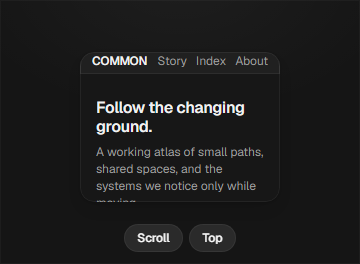 COMMON Story Index About
Follow the changing
ground.
A working atlas of small paths,
shared spaces, and the
systems we notice only while
Scroll Top